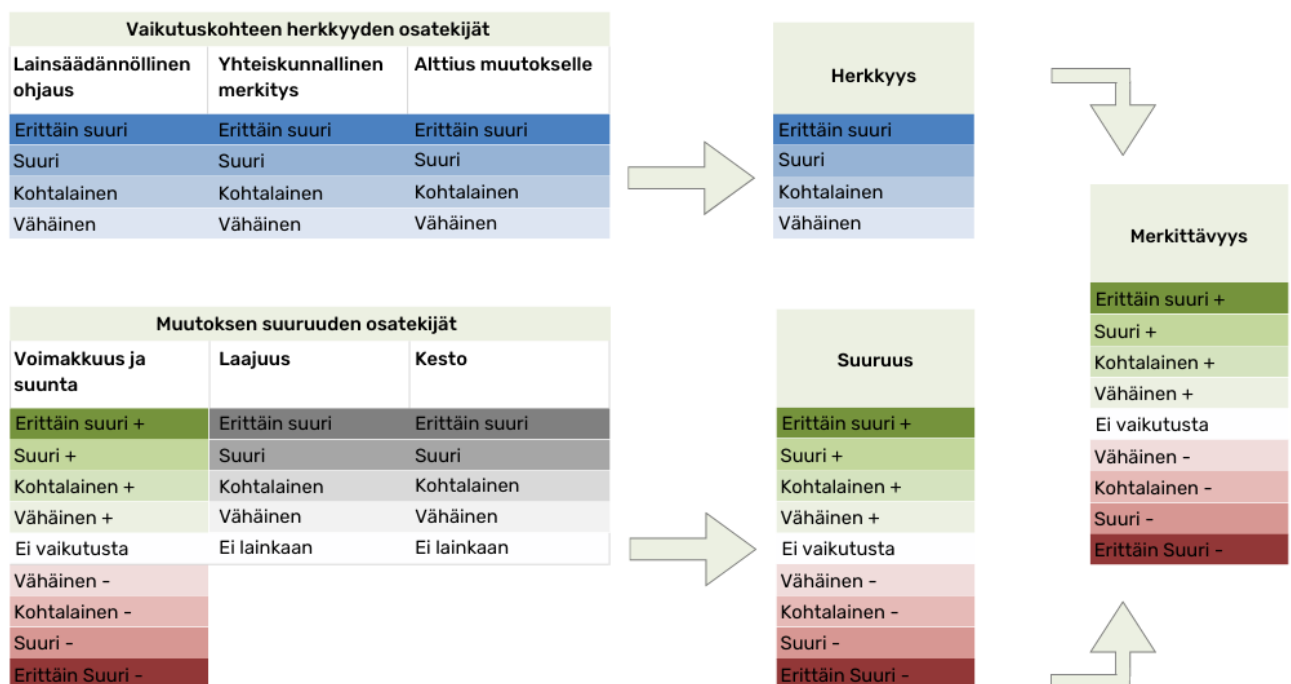 Vaikutuskohteen herkkyyden osatekijät
Lainsäädännöllinen ohjaus
Yhteiskunnallinen merkitys
Alttius muutokselle
Erittäin suuri Erittäin suuri Erittäin suuri
Suuri Suuri Suuri
Kohtalainen Kohtalainen Kohtalainen
Vähäinen Vähäinen Vähäinen
Herkkyys
Erittäin suuri
Suuri
Kohtalainen
Vähäinen
Muutoksen suuruuden osatekijät
Voimakkuus ja suunta
Laajuus
Kesto
Erittäin suuri + Erittäin suuri Erittäin suuri
Suuri + Suuri Suuri
Kohtalainen + Kohtalainen Kohtalainen
Vähäinen + Vähäinen Vähäinen
Ei vaikutusta Ei lainkaan Ei lainkaan
Vähäinen -
Kohtalainen -
Suuri -
Erittäin Suuri -
Suuruus
Erittäin suuri +
Suuri +
Kohtalainen +
Vähäinen +
Ei vaikutusta
Vähäinen -
Kohtalainen -
Suuri -
Erittäin Suuri -
Merkittävyys
Erittäin suuri +
Suuri +
Kohtalainen +
Vähäinen +
Ei vaikutusta
Vähäinen -
Kohtalainen -
Suuri -
Erittäin Suuri -